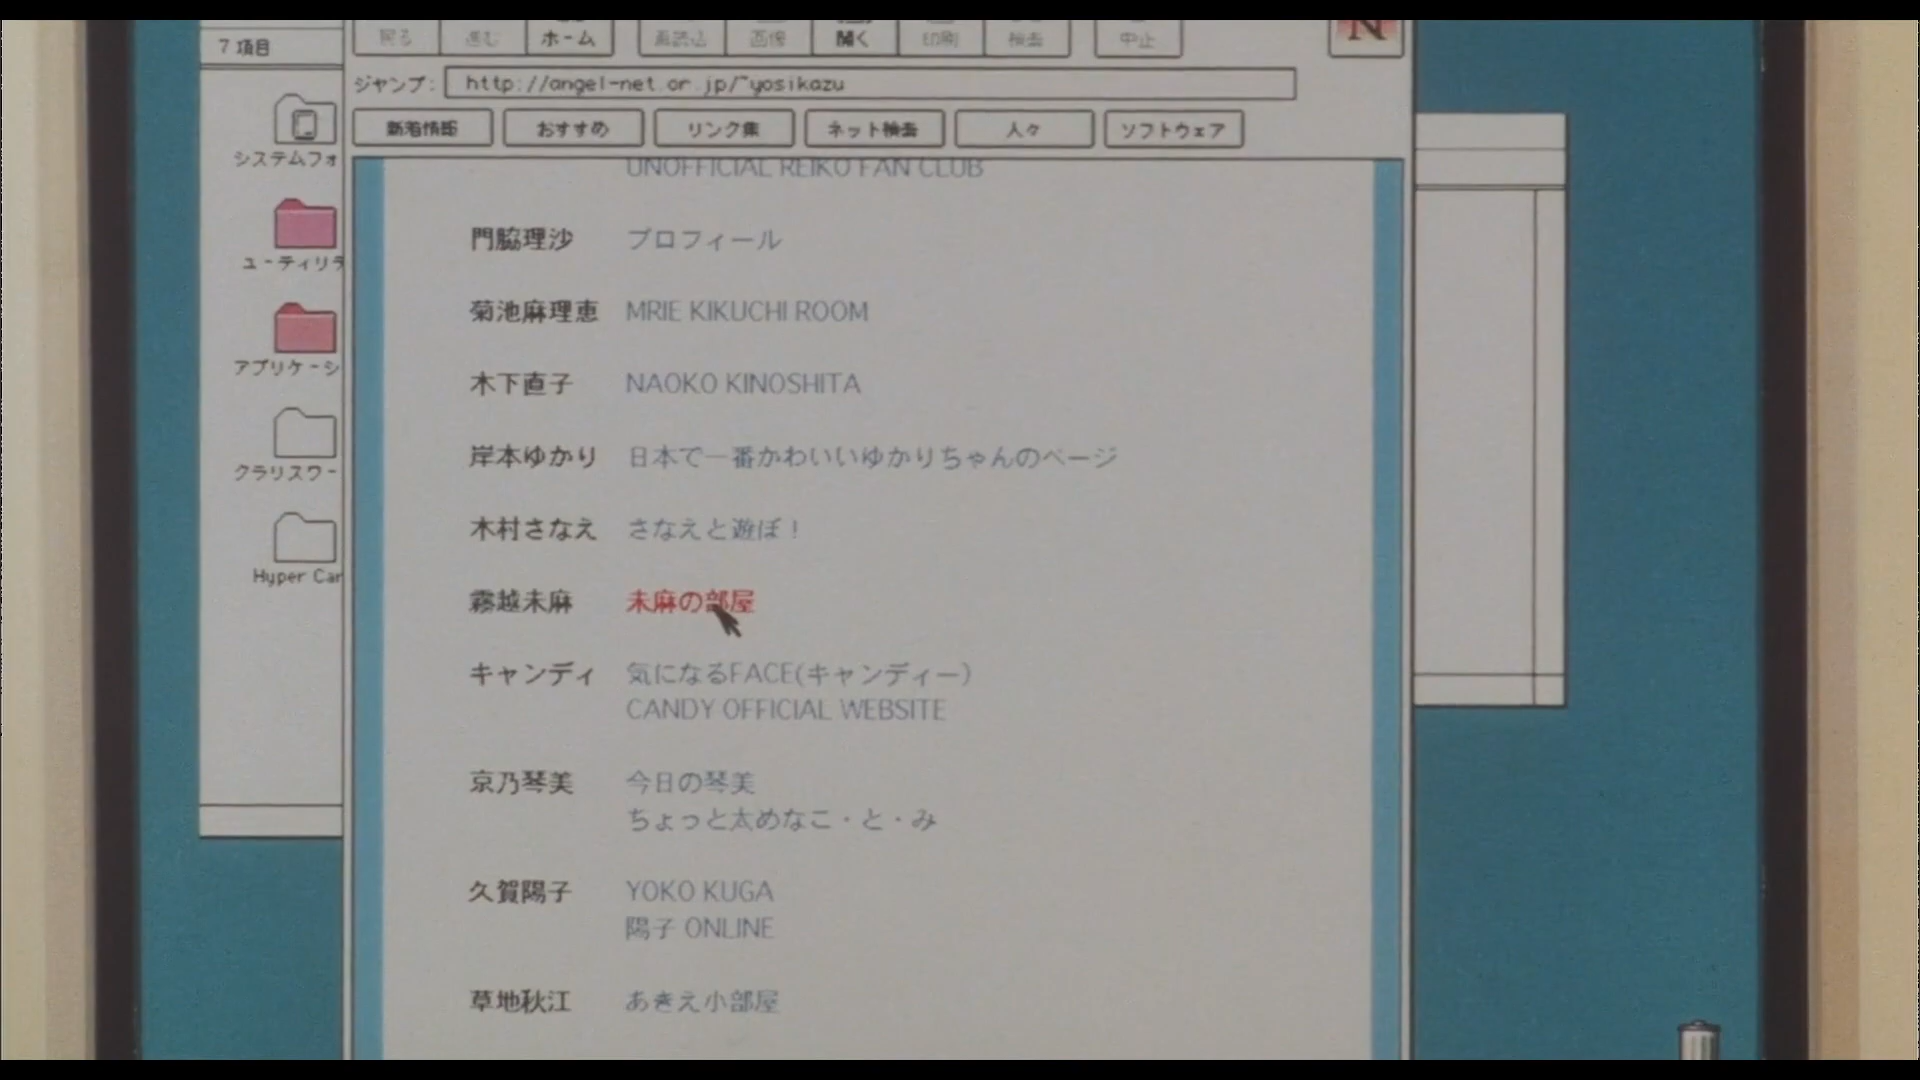 7 項目
戻る 進む ホーム 再読込 画像 開く 印刷 検索 中止
N
ジャンプ: http://angel-net.or.jp/~yosikazu
新着情報 おすすめ リンク集 ネット検索 人々 ソフトウェア
UNOFFICIAL REIKO FAN CLUB
システムフォ
門脇理沙 プロフィール
ユーティリテ
菊池麻理恵 MRIE KIKUCHI ROOM
アプリケーシ
木下直子 NAOKO KINOSHITA
岸本ゆかり 日本で一番かわいいゆかりちゃんのページ
クラリスワー
木村さなえ さなえと遊ぼ！
Hyper Car
霧越未麻 未麻の部屋
キャンディ 気になるFACE(キャンディー)
CANDY OFFICIAL WEBSITE
京乃琴美 今日の琴美
ちょっと太めなこ・と・み
久賀陽子 YOKO KUGA
陽子 ONLINE
草地秋江 あきえ小部屋